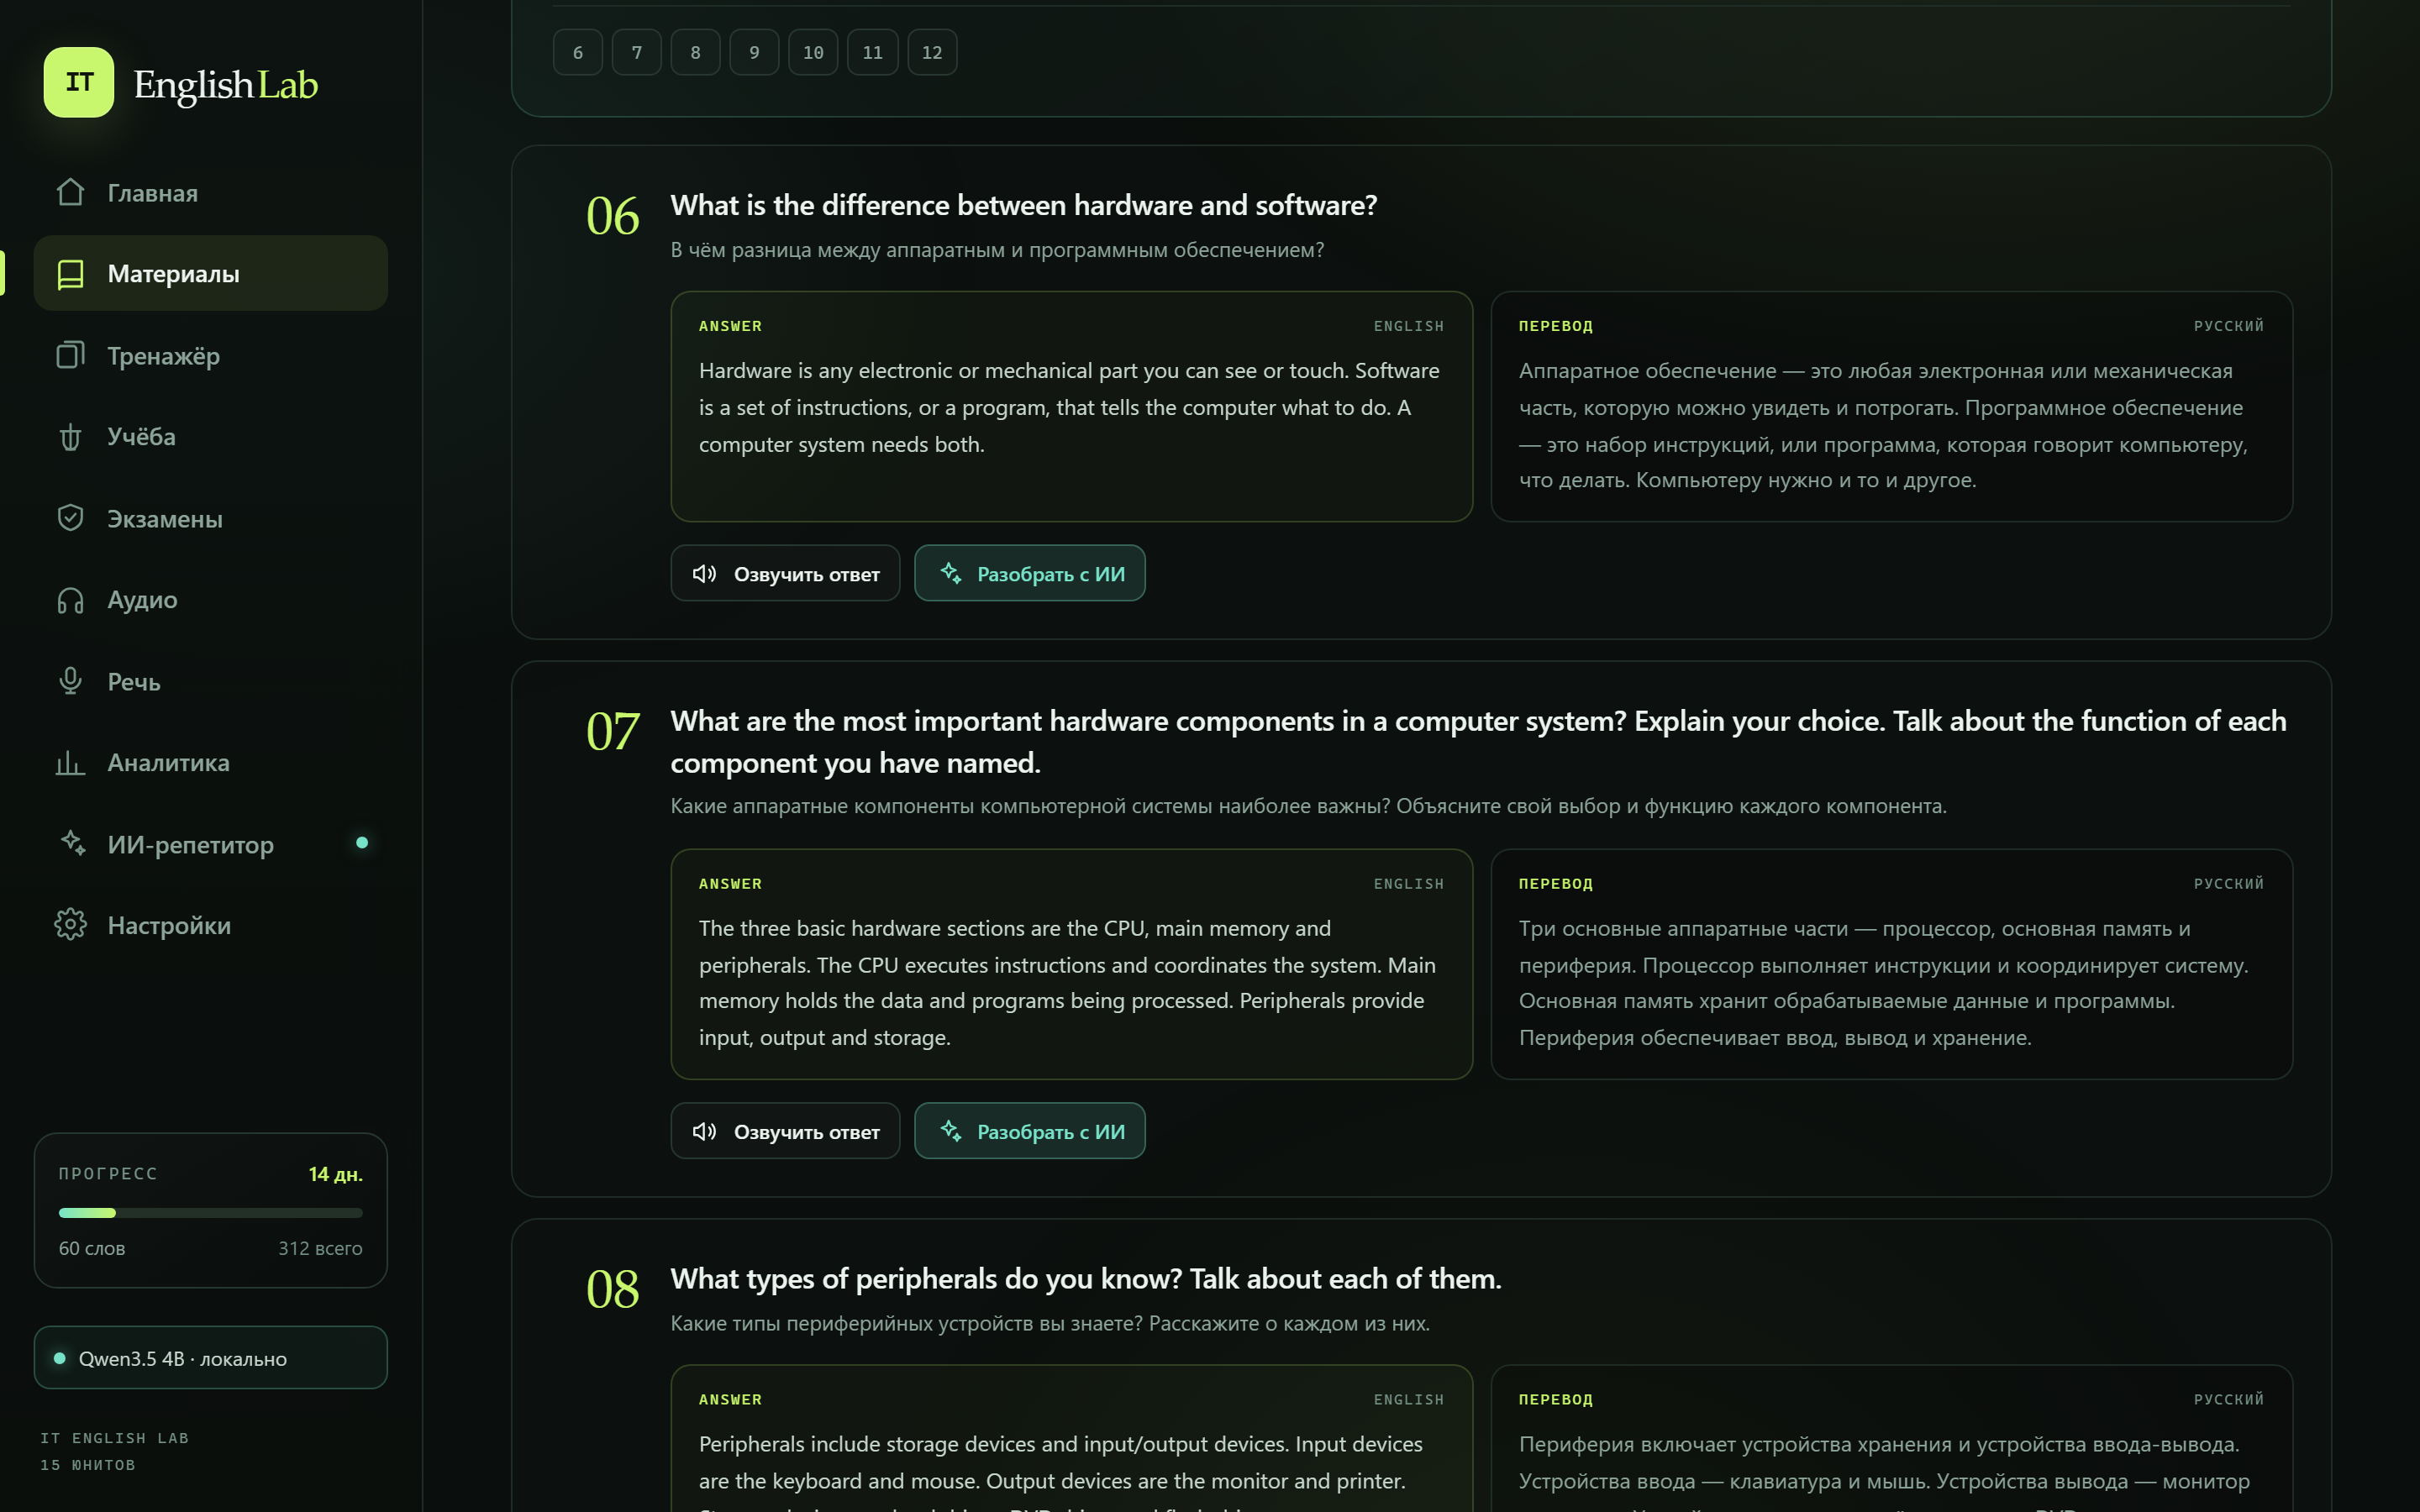 IT
English Lab
Главная
Материалы
Тренажёр
Учёба
Экзамены
Аудио
Речь
Аналитика
ИИ-репетитор
Настройки
ПРОГРЕСС
14 дн.
60 слов
312 всего
Qwen3.5 4B · локально
IT ENGLISH LAB
15 ЮНИТОВ
6 7 8 9 10 11 12
06
What is the difference between hardware and software?
В чём разница между аппаратным и программным обеспечением?
ANSWER
ENGLISH
Hardware is any electronic or mechanical part you can see or touch. Software
is a set of instructions, or a program, that tells the computer what to do. A
computer system needs both.
ПЕРЕВОД
РУССКИЙ
Аппаратное обеспечение — это любая электронная или механическая
часть, которую можно увидеть и потрогать. Программное обеспечение
— это набор инструкций, или программа, которая говорит компьютеру,
что делать. Компьютеру нужно и то и другое.
Озвучить ответ
Разобрать с ИИ
07
What are the most important hardware components in a computer system? Explain your choice. Talk about the function of each
component you have named.
Какие аппаратные компоненты компьютерной системы наиболее важны? Объясните свой выбор и функцию каждого компонента.
ANSWER
ENGLISH
The three basic hardware sections are the CPU, main memory and
peripherals. The CPU executes instructions and coordinates the system. Main
memory holds the data and programs being processed. Peripherals provide
input, output and storage.
ПЕРЕВОД
РУССКИЙ
Три основные аппаратные части — процессор, основная память и
периферия. Процессор выполняет инструкции и координирует систему.
Основная память хранит обрабатываемые данные и программы.
Периферия обеспечивает ввод, вывод и хранение.
Озвучить ответ
Разобрать с ИИ
08
What types of peripherals do you know? Talk about each of them.
Какие типы периферийных устройств вы знаете? Расскажите о каждом из них.
ANSWER
ENGLISH
Peripherals include storage devices and input/output devices. Input devices
are the keyboard and mouse. Output devices are the monitor and printer.
ПЕРЕВОД
РУССКИЙ
Периферия включает устройства хранения и устройства ввода-вывода.
Устройства ввода — клавиатура и мышь. Устройства вывода — монитор